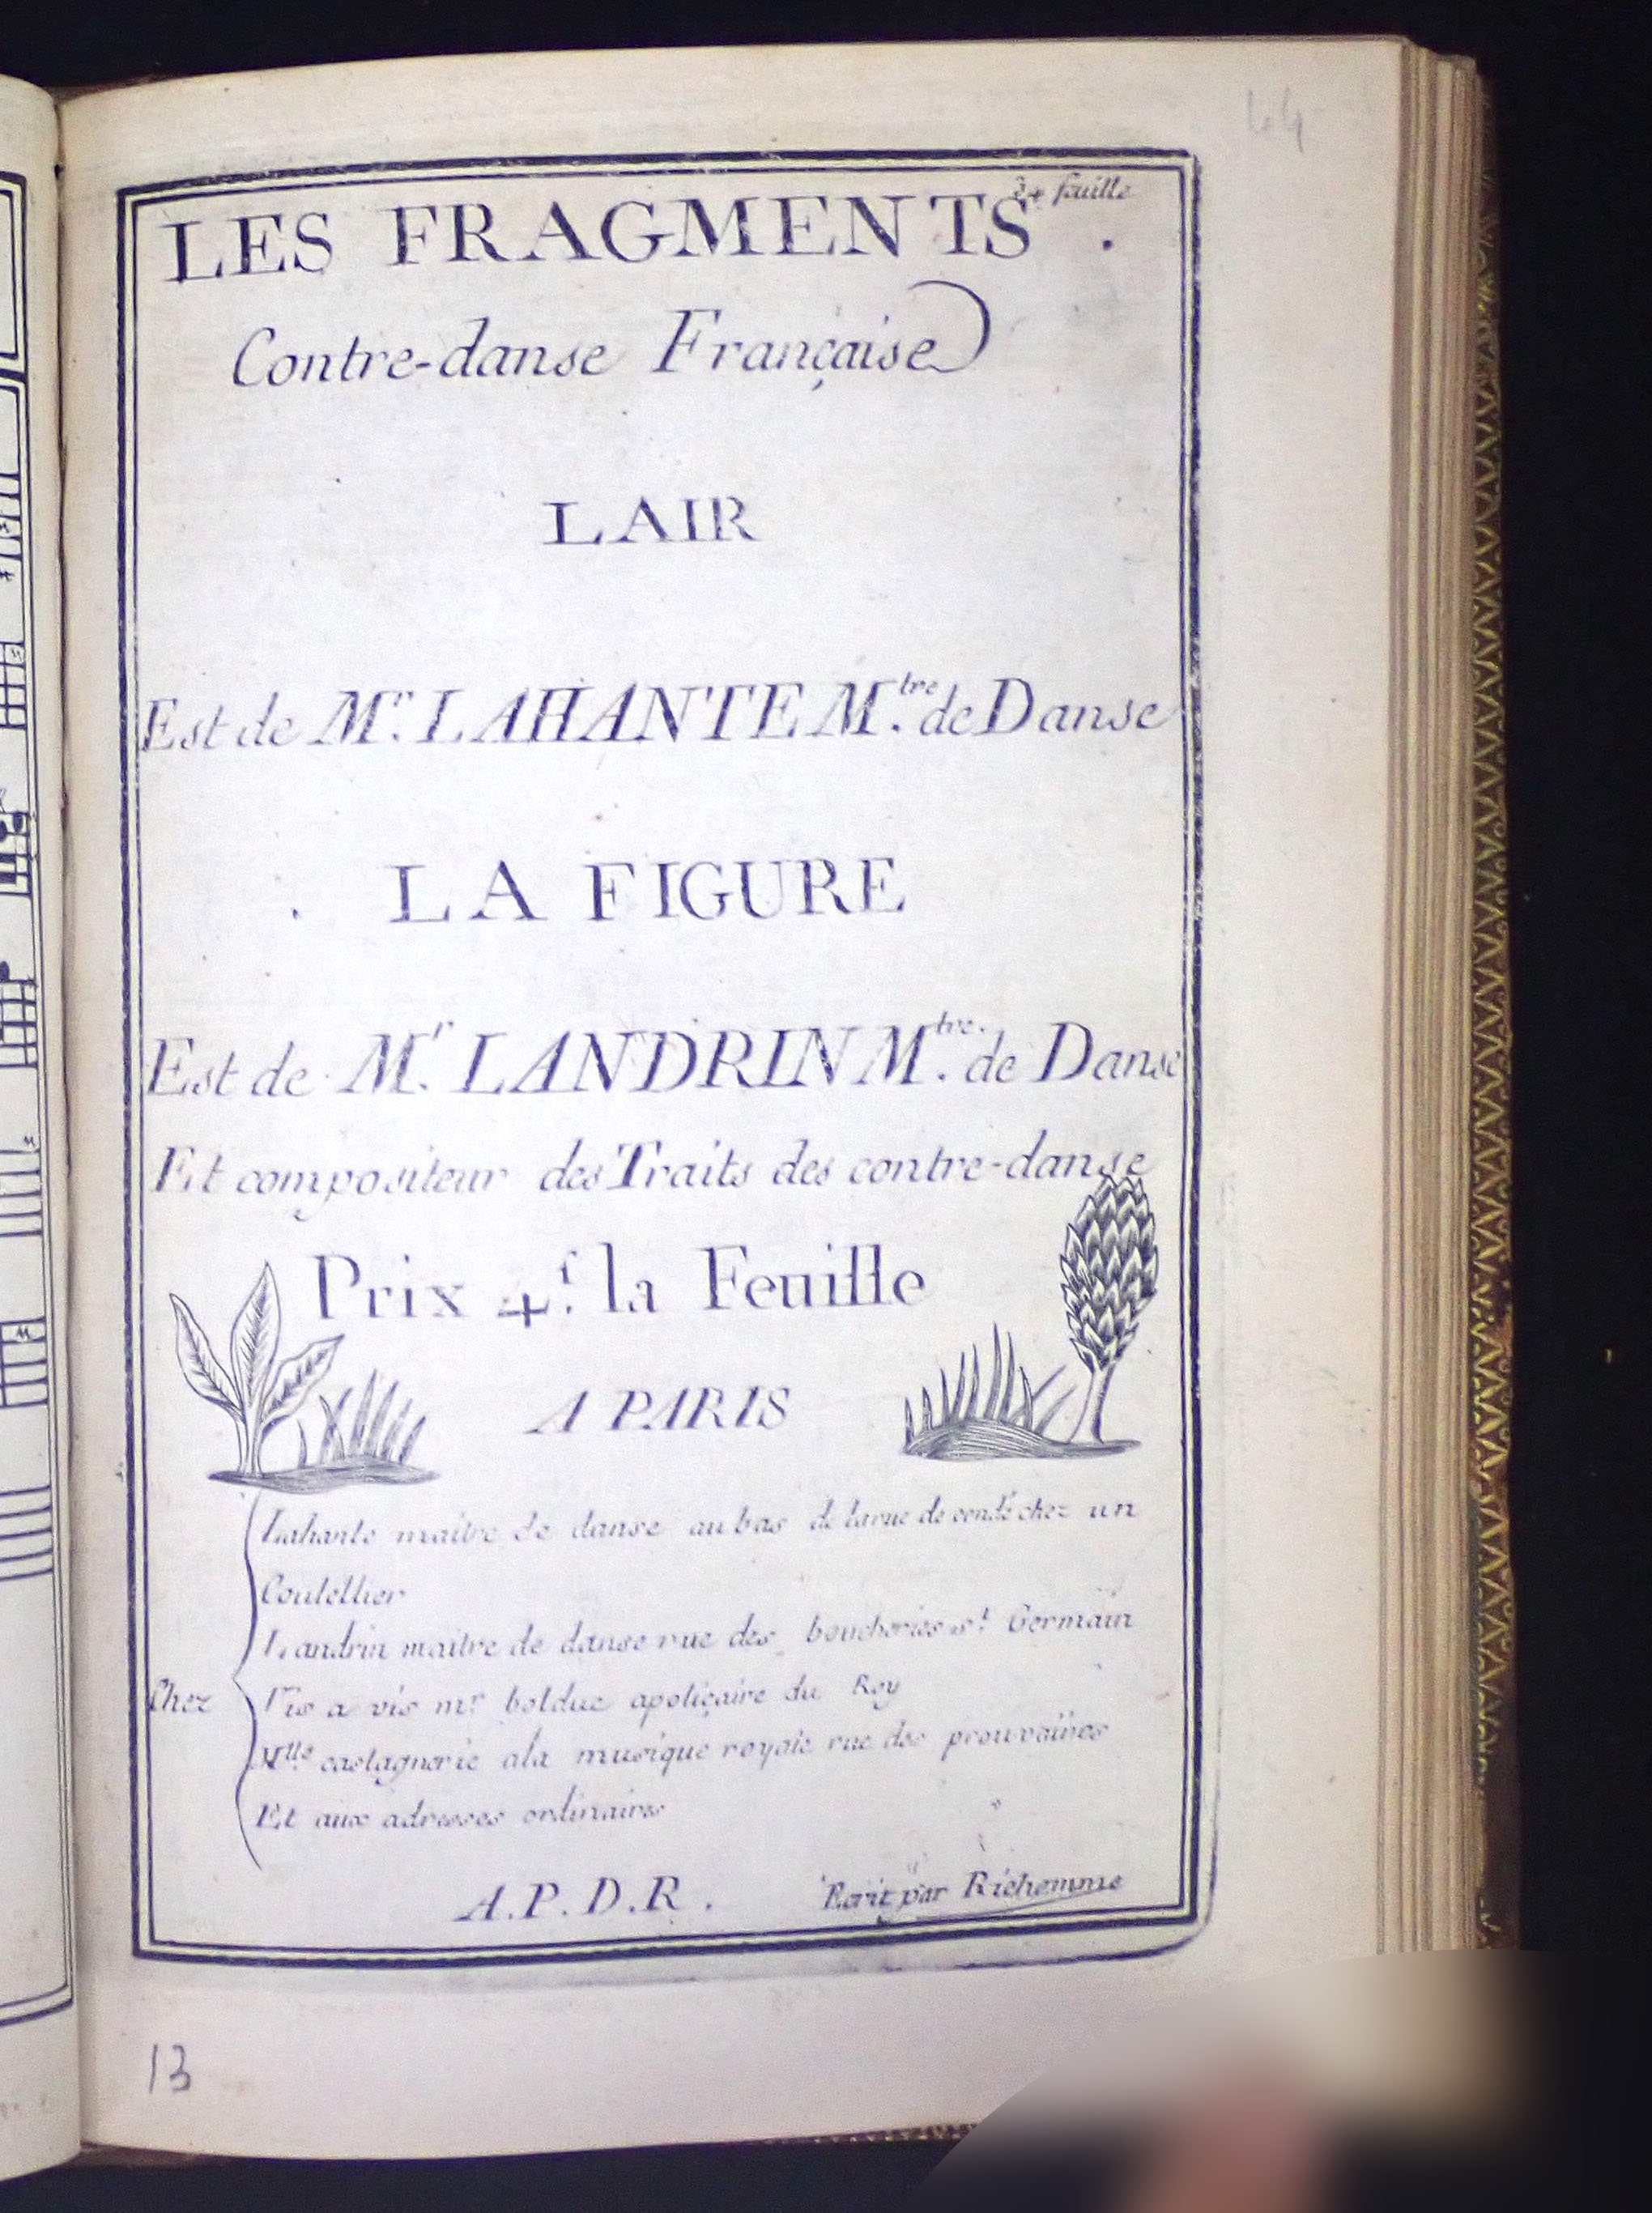 44
feuille
LES FRAGMENTS.
Contre-danse Française
LAIR
Est de Mr. LAHANTE Mtre. de Danse
LA FIGURE
Est de Mr. LANDRIN Mtre. de Danse
Et compositeur des Traits des contre-danse
Prix 4f. la Feuille
A PARIS
Chez
Lahante maitre de danse au bas de la rue de condé chez un
Coutellier
Landrin maitre de danse rue des boucheries st Germain
Vis a vis mr bolduc apoticaire du Roy
Mlle castagnerie ala musique royale rue des prouvaires
Et aux adresses ordinaires
A.P.D.R.
Ecrit par Richomme
13